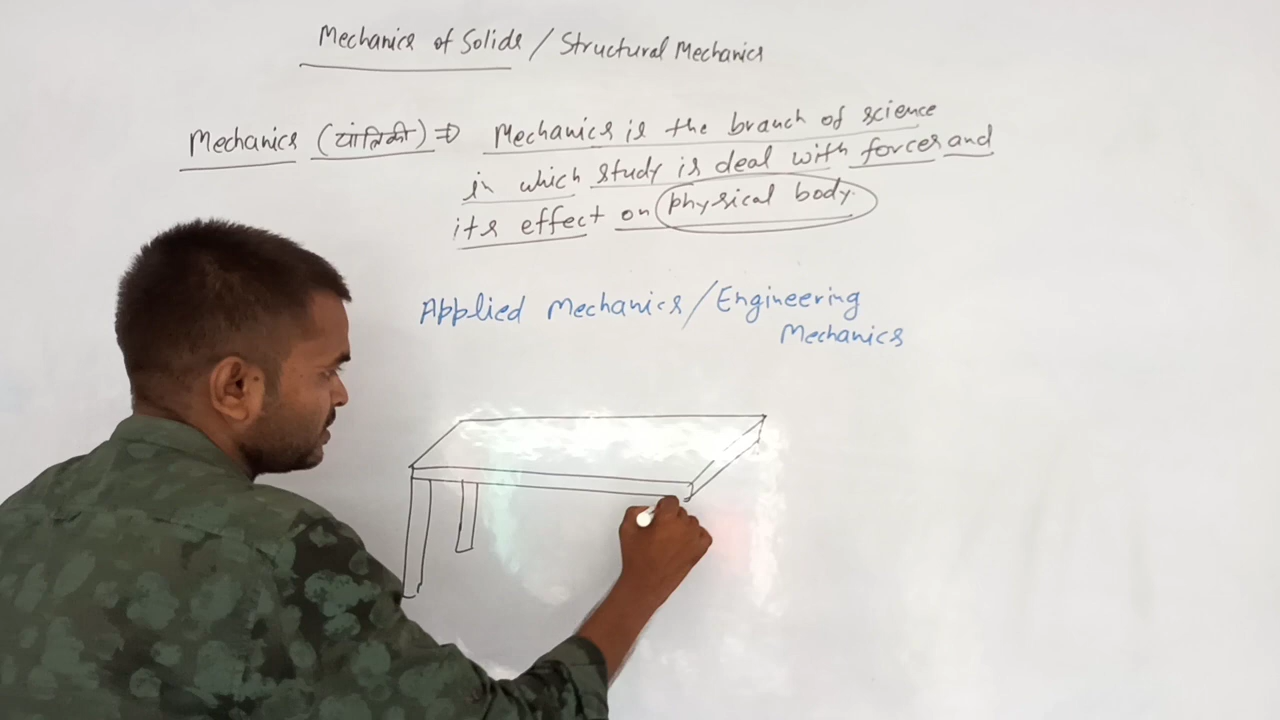 Mechanics of Solids / Structural Mechanics
Mechanics (यांत्रिकी) ⇒ Mechanics is the branch of science
in which study is deal with forces and
its effect on physical body.
Applied Mechanics / Engineering
Mechanics